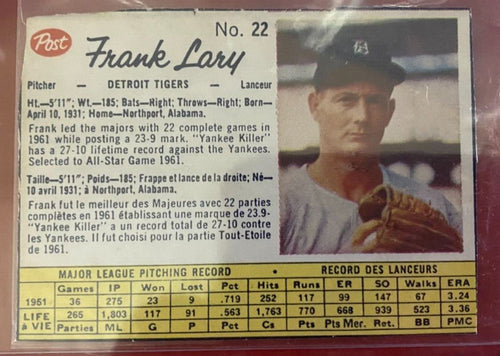 Post
No. 22
Frank Lary
Pitcher — DETROIT TIGERS — Lanceur
Ht.—5'11"; Wt.—185; Bats—Right; Throws—Right; Born—
April 10, 1931; Home—Northport, Alabama.
Frank led the majors with 22 complete games in
1961 while posting a 23-9 mark. "Yankee Killer"
has a 27-10 lifetime record against the Yankees.
Selected to All-Star Game 1961.
Taille—5'11"; Pds—185; Frappe et lance de la droite; Né—
10 avril 1931; à Northport, Alabama.
Frank fut le meilleur des Majeures avec 22 parties
complètes en 1961 établissant une marque de 23.9-
"Yankee Killer" a un record total de 27-10 contre
les Yankees. Il fut choisi pour la partie Tout-Etoile
de 1961.
MAJOR LEAGUE PITCHING RECORD • RECORD DES LANCEURS
Games IP Won Lost Pct Hits Runs ER SO Walks ERA
1951 36 275 23 9 .719 252 117 99 147 67 3.24
LIFE 265 1,803 117 91 .563 1,763 770 668 939 523 3.36
à VIE Parties ML G P Pct Cs Pts Pts Mer. Ret. BB PMC